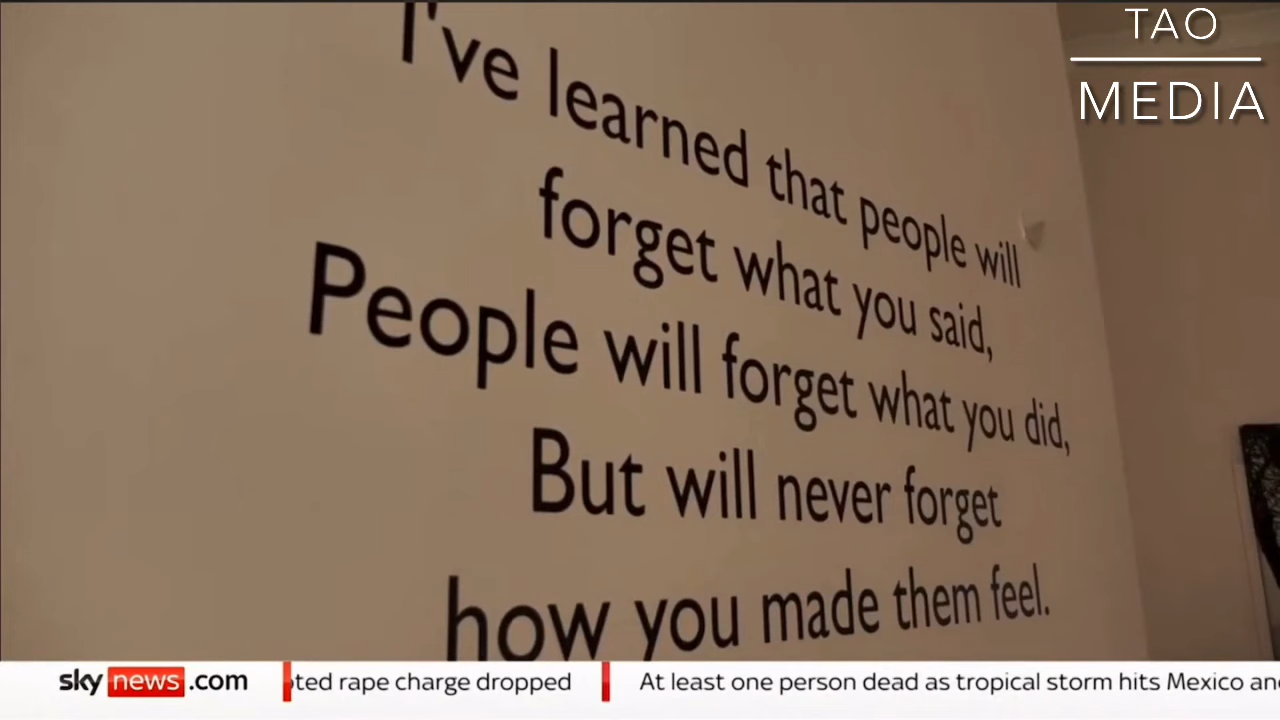 TAO
MEDIA
I've learned that people will
forget what you said,
People will forget what you did,
But will never forget
how you made them feel.
sky news.com
ted rape charge dropped
At least one person dead as tropical storm hits Mexico and